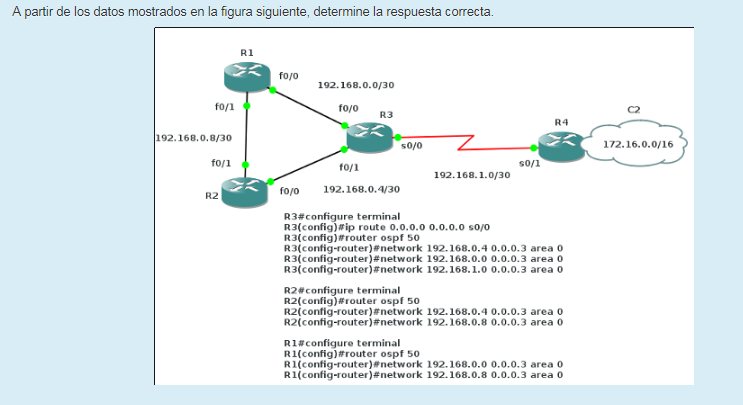 A partir de los datos mostrados en la figura siguiente, determine la respuesta correcta.
R1
f0/0
192.168.0.0/30
f0/1
f0/0
R3
C2
R4
192.168.0.8/30
s0/0
172.16.0.0/16
f0/1
f0/1
s0/1
192.168.1.0/30
R2
f0/0
192.168.0.4/30
R3#configure terminal
R3(config)#ip route 0.0.0.0 0.0.0.0 s0/0
R3(config)#router ospf 50
R3(config-router)#network 192.168.0.4 0.0.0.3 area 0
R3(config-router)#network 192.168.0.0 0.0.0.3 area 0
R3(config-router)#network 192.168.1.0 0.0.0.3 area 0
R2#configure terminal
R2(config)#router ospf 50
R2(config-router)#network 192.168.0.4 0.0.0.3 area 0
R2(config-router)#network 192.168.0.8 0.0.0.3 area 0
R1#configure terminal
R1(config)#router ospf 50
R1(config-router)#network 192.168.0.0 0.0.0.3 area 0
R1(config-router)#network 192.168.0.8 0.0.0.3 area 0